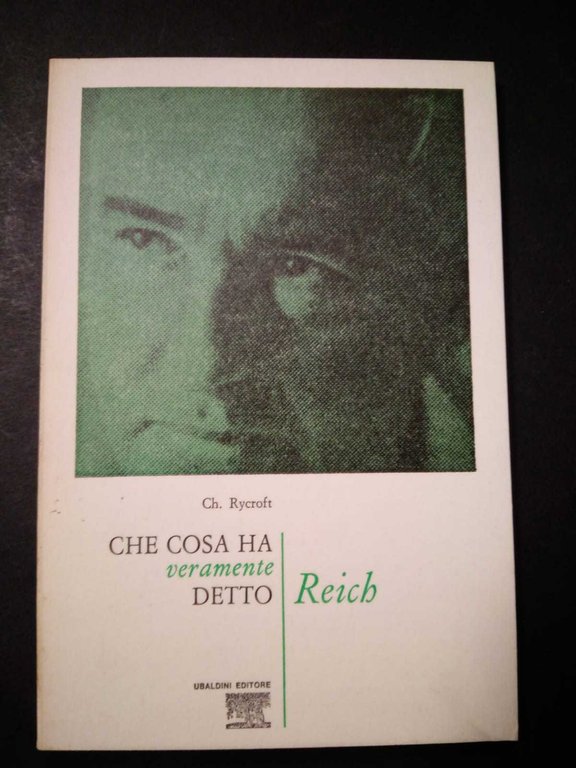 Ch. Rycroft
CHE COSA HA
veramente
DETTO
Reich
UBALDINI EDITORE